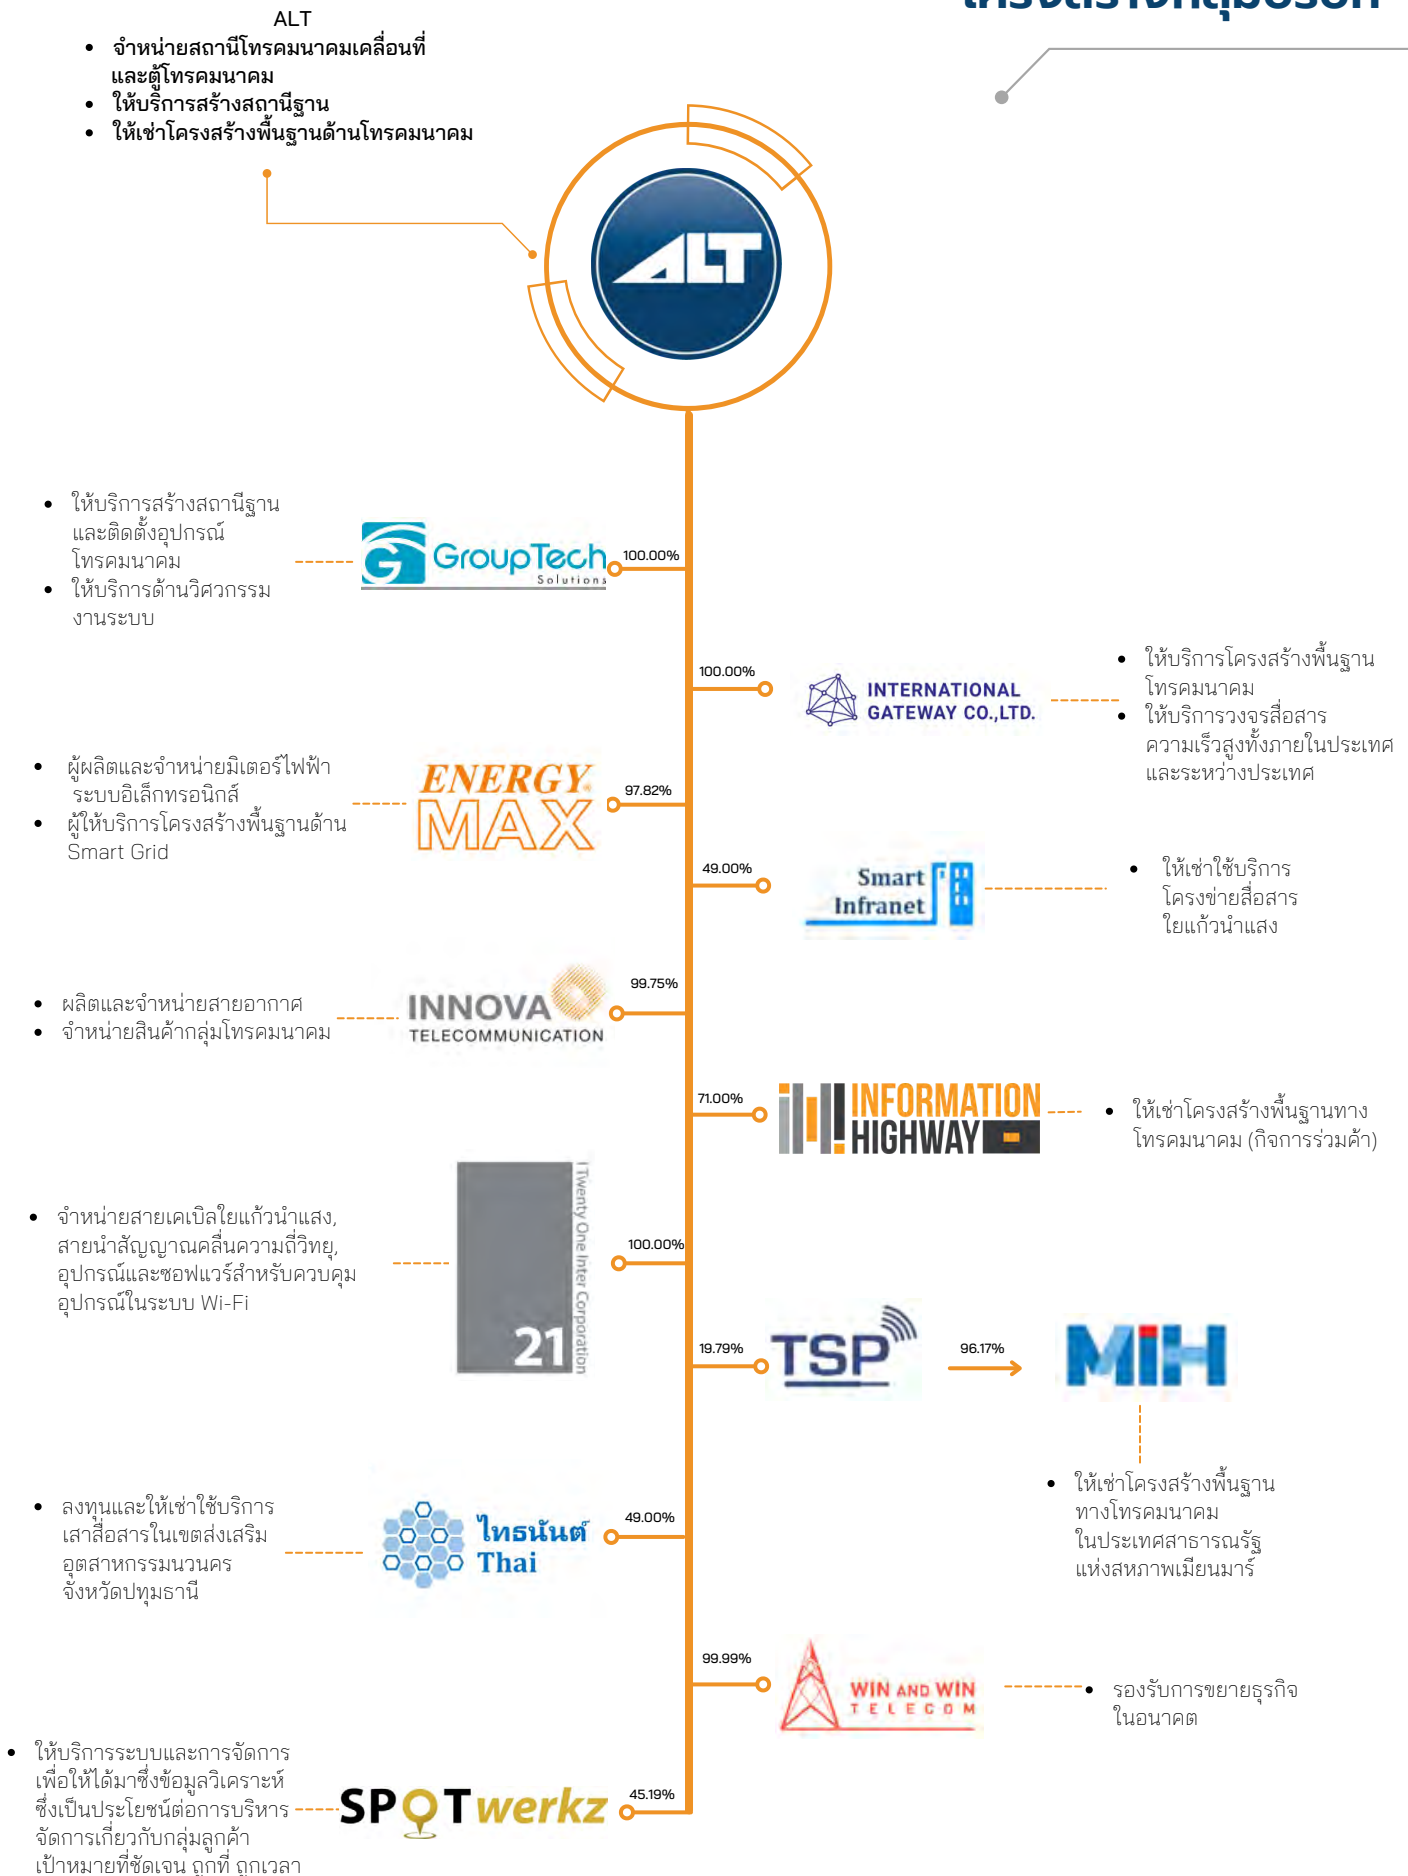 ALT
• จำหน่ายสถานีโทรคมนาคมเคลื่อนที่
และตู้โทรคมนาคม
• ให้บริการสร้างสถานีฐาน
• ให้เช่าโครงสร้างพื้นฐานด้านโทรคมนาคม
ALT
• ให้บริการสร้างสถานีฐาน
และติดตั้งอุปกรณ์
โทรคมนาคม
• ให้บริการด้านวิศวกรรม
งานระบบ
GroupTech
Solutions
100.00%
100.00%
INTERNATIONAL
GATEWAY CO.,LTD.
• ให้บริการโครงสร้างพื้นฐาน
โทรคมนาคม
• ให้บริการวงจรสื่อสาร
ความเร็วสูงทั้งภายในประเทศ
และระหว่างประเทศ
• ผู้ผลิตและจำหน่ายมิเตอร์ไฟฟ้า
ระบบอิเล็กทรอนิกส์
• ผู้ให้บริการโครงสร้างพื้นฐานด้าน
Smart Grid
ENERGY
MAX
97.82%
49.00%
Smart
Infranet
• ให้เช่าใช้บริการ
โครงข่ายสื่อสาร
ใยแก้วนำแสง
• ผลิตและจำหน่ายสายอากาศ
• จำหน่ายสินค้ากลุ่มโทรคมนาคม
INNOVA
TELECOMMUNICATION
99.75%
71.00%
INFORMATION
HIGHWAY
• ให้เช่าโครงสร้างพื้นฐานทาง
โทรคมนาคม (กิจการร่วมค้า)
• จำหน่ายสายเคเบิลใยแก้วนำแสง,
สายนำสัญญาณคลื่นความถี่วิทยุ,
อุปกรณ์และซอฟแวร์สำหรับควบคุม
อุปกรณ์ในระบบ Wi-Fi
21
I Twenty One Inter Corporation
100.00%
19.79%
TSP
96.17%
MIH
• ให้เช่าโครงสร้างพื้นฐาน
ทางโทรคมนาคม
ในประเทศสาธารณรัฐ
แห่งสหภาพเมียนมาร์
• ลงทุนและให้เช่าใช้บริการ
เสาสื่อสารในเขตส่งเสริม
อุตสาหกรรมนวนคร
จังหวัดปทุมธานี
ไทธนันต์
Thai
49.00%
99.99%
WIN AND WIN
TELECOM
• รองรับการขยายธุรกิจ
ในอนาคต
• ให้บริการระบบและการจัดการ
เพื่อให้ได้มาซึ่งข้อมูลวิเคราะห์
ซึ่งเป็นประโยชน์ต่อการบริหาร
จัดการเกี่ยวกับกลุ่มลูกค้า
เป้าหมายที่ชัดเจน ถูกที่ ถูกเวลา
SPOTwerkz
45.19%